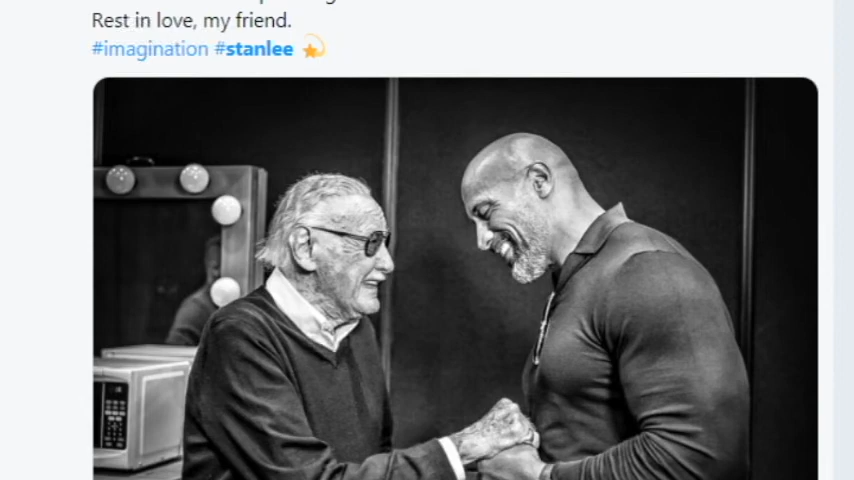 Rest in love, my friend.
#imagination #stanlee 💫